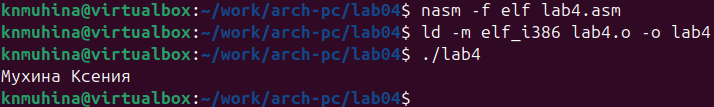 knmuhina@virtualbox:~/work/arch-pc/lab04$ nasm -f elf lab4.asm
knmuhina@virtualbox:~/work/arch-pc/lab04$ ld -m elf_i386 lab4.o -o lab4
knmuhina@virtualbox:~/work/arch-pc/lab04$ ./lab4
Мухина Ксения
knmuhina@virtualbox:~/work/arch-pc/lab04$